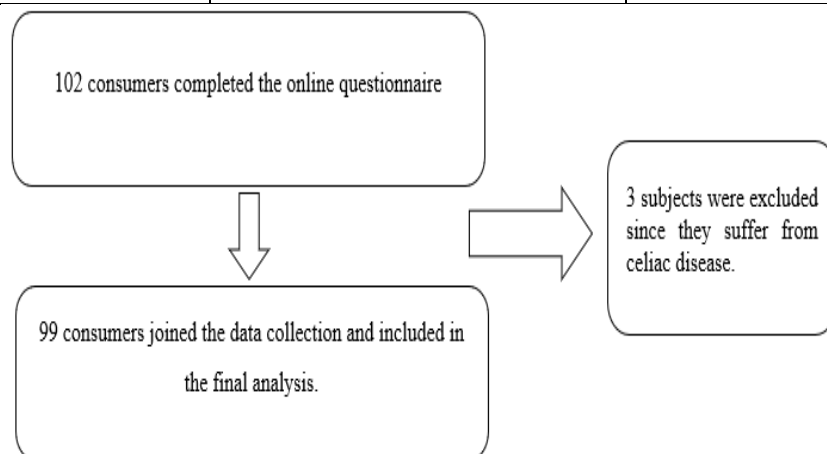 102 consumers completed the online questionnaire
3 subjects were excluded
since they suffer from
celiac disease.
99 consumers joined the data collection and included in
the final analysis.